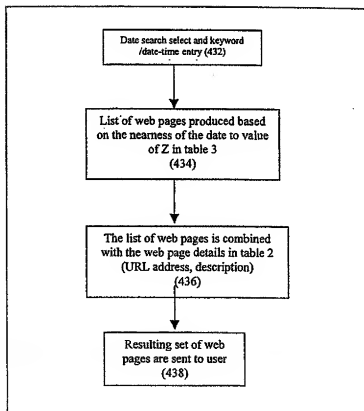 Date search select and keyword
/date-time entry (432)
List of web pages produced based
on the nearness of the date to value
of Z in table 3
(434)
The list of web pages is combined
with the web page details in table 2
(URL address, description)
(436)
Resulting set of web
pages are sent to user
(438)